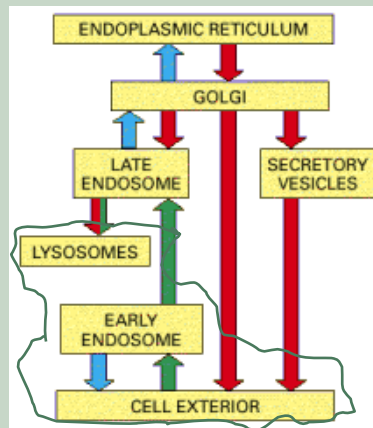 ENDOPLASMIC RETICULUM
GOLGI
LATE
ENDOSOME
SECRETORY
VESICLES
LYSOSOMES
EARLY
ENDOSOME
CELL EXTERIOR